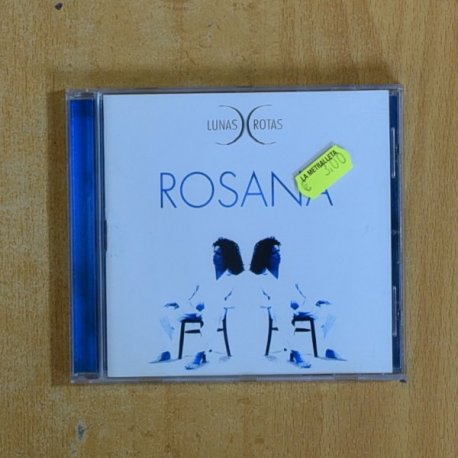 LUNAS ROTAS
ROSANA
LA METRALLETA
€ 3,00